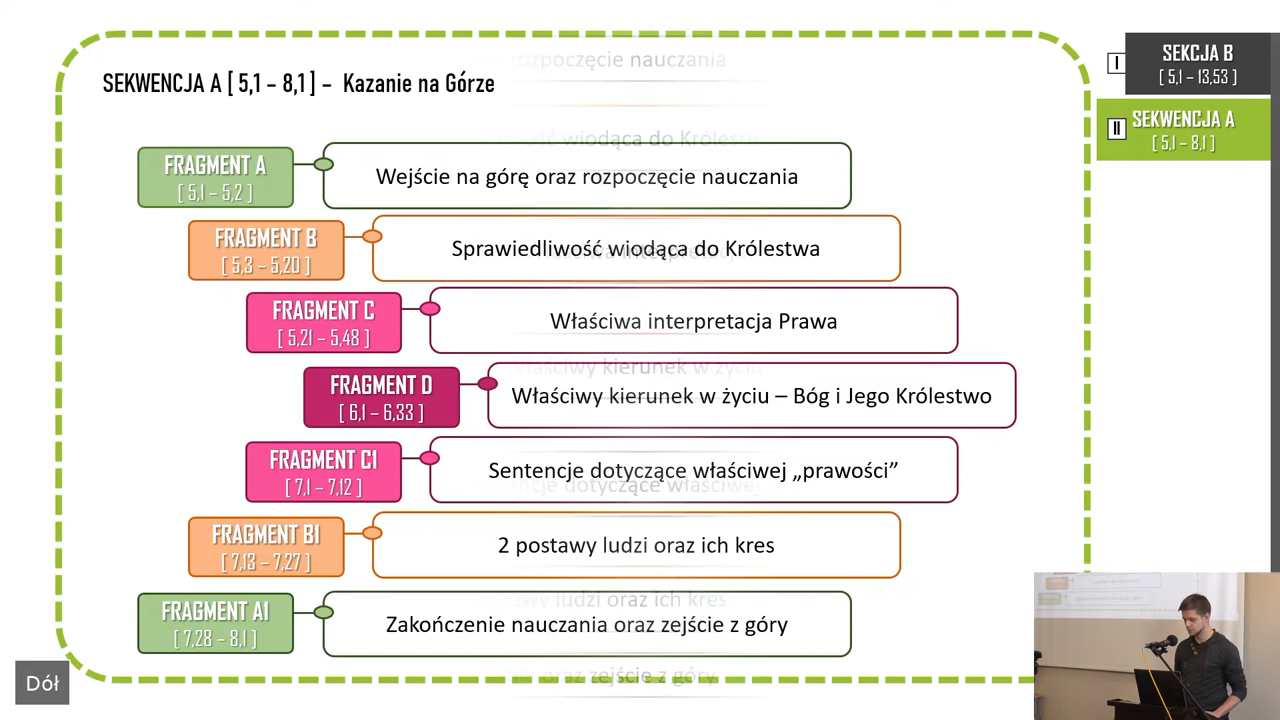 SEKWENCJA A [ 5,1 – 8,1 ] – Kazanie na Górze
FRAGMENT A
[ 5,1 – 5,2 ]
Wejście na górę oraz rozpoczęcie nauczania
FRAGMENT B
[ 5,3 – 5,20 ]
Sprawiedliwość wiodąca do Królestwa
FRAGMENT C
[ 5,21 – 5,48 ]
Właściwa interpretacja Prawa
FRAGMENT D
[ 6,1 – 6,33 ]
Właściwy kierunek w życiu – Bóg i Jego Królestwo
FRAGMENT C1
[ 7,1 – 7,12 ]
Sentencje dotyczące właściwej „prawości”
FRAGMENT B1
[ 7,13 – 7,27 ]
2 postawy ludzi oraz ich kres
FRAGMENT A1
[ 7,28 – 8,1 ]
Zakończenie nauczania oraz zejście z góry
Dół
I
SEKCJA B
[ 5,1 – 13,53 ]
II
SEKWENCJA A
[ 5,1 – 8,1 ]